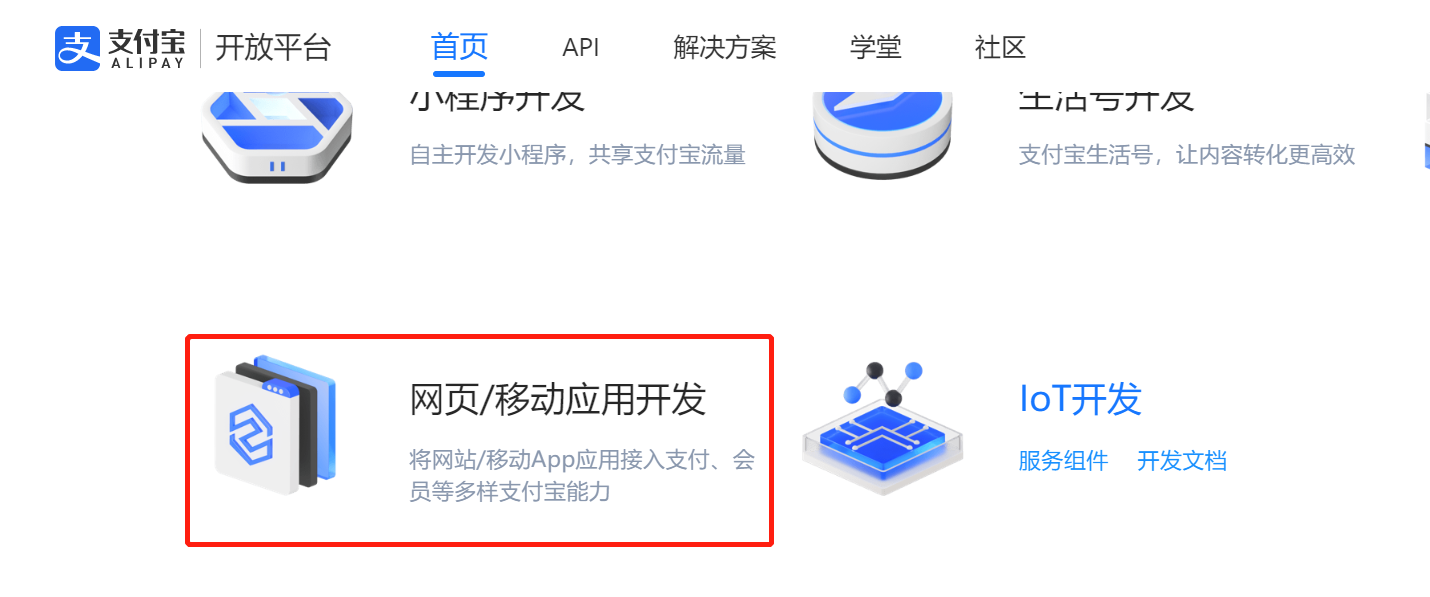 支付宝 ALIPAY 开放平台 首页 API 解决方案 学堂 社区
小程序开发
自主开发小程序，共享支付宝流量
生活号开发
支付宝生活号，让内容转化更高效
网页/移动应用开发
将网站/移动App应用接入支付、会
员等多样支付宝能力
IoT开发
服务组件 开发文档